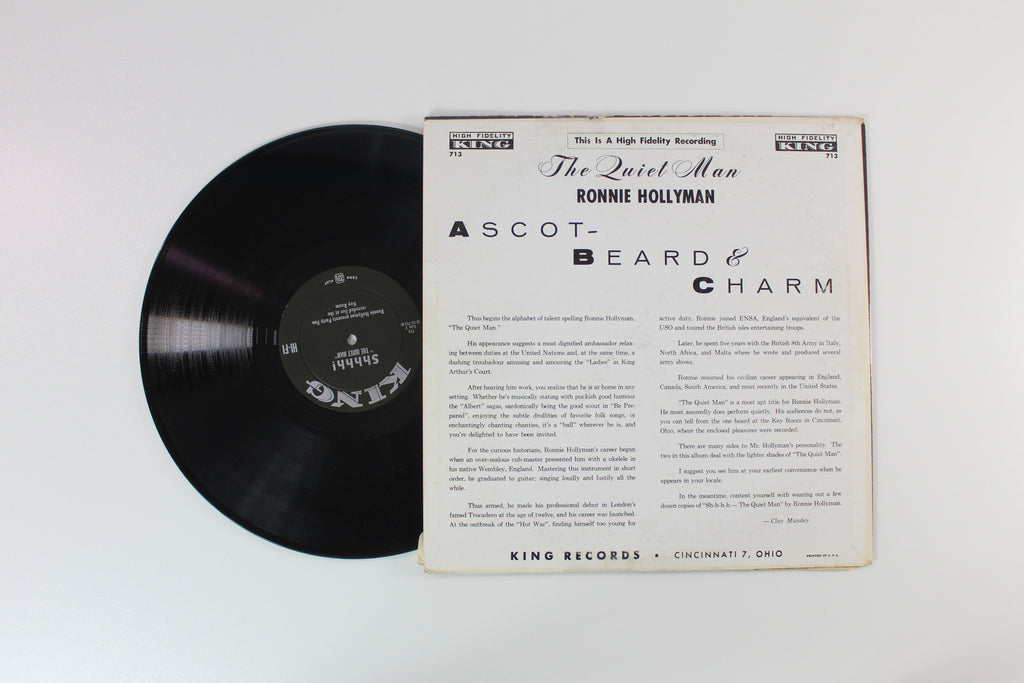 HIGH FIDELITY
KING
713
This Is A High Fidelity Recording
HIGH FIDELITY
KING
713
The Quiet Man
RONNIE HOLLYMAN
ASCOT-
BEARD &
CHARM
Thus begins the alphabet of talent spelling Ronnie Hollyman,
"The Quiet Man."
His appearance suggests a most dignified ambassador relax-
ing between duties at the United Nations and, at the same time, a
dashing troubadour amusing and amouring the "Ladies" in King
Arthur's Court.
After hearing him work, you realize that he is at home in any
setting. Whether he's musically stating with puckish good humour
the "Albert" sagas, sardonically being the good scout in "Be Pre-
pared", enjoying the subtle drolleries of favorite folk songs, or
enchantingly chanting chanties, it's a "ball" wherever he is, and
you're delighted to have been invited.
For the curious historians, Ronnie Hollyman's career began
when an over-zealous cub-master presented him with a ukelele in
his native Wembley, England. Mastering this instrument in short
order, he graduated to guitar; singing loudly and lustily all the
while.
Thus armed, he made his professional debut in London's
famed Trocadero at the age of twelve, and his career was launched.
At the outbreak of the "Hot War", finding himself too young for
active duty, Ronnie joined ENSA, England's equivalent of the
USO and toured the British isles entertaining troops.
Later, he spent five years with the British 8th Army in Italy,
North Africa, and Malta where he wrote and produced several
army shows.
Ronnie resumed his civilian career appearing in England,
Canada, South America, and most recently in the United States.
"The Quiet Man" is a most apt title for Ronnie Hollyman.
He most assuredly does perform quietly. His audiences do not, as
you can tell from the one heard at the Key Room in Cincinnati,
Ohio, where the enclosed pleasures were recorded.
There are many sides to Mr. Hollyman's personality. The
two in this album deal with the lighter shades of "The Quiet Man".
I suggest you see him at your earliest convenience when he
appears in your locale.
In the meantime, content yourself with wearing out a few
dozen copies of "Sh-h-h-h — The Quiet Man" by Ronnie Hollyman.
— Clay Mundey
KING RECORDS • CINCINNATI 7, OHIO
PRINTED IN U.S.A.
KING
Shhhhh!
"THE QUIET MAN"
HI-FI
713
Ronnie Hollyman presents Party Fun
recorded live at the
Key Room